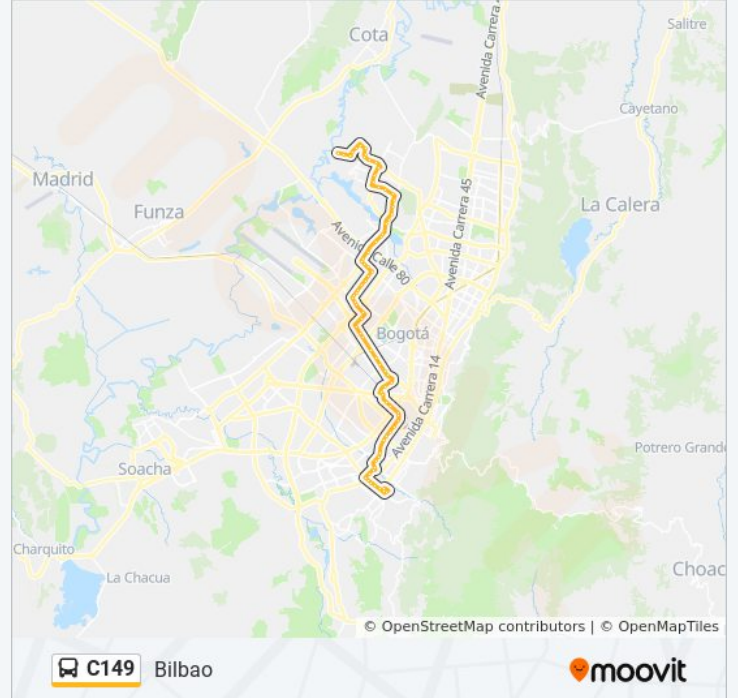 Cota
Avenida Carrera
Salitre
Cayetano
Madrid
Funza
Avenida Carrera 45
La Calera
Avenida Calle 80
Bogotá
Avenida Carrera 14
Soacha
Potrero Grand
Charquito
La Chacua
Choac
© OpenStreetMap contributors | © OpenMapTiles
C149 Bilbao
moovit